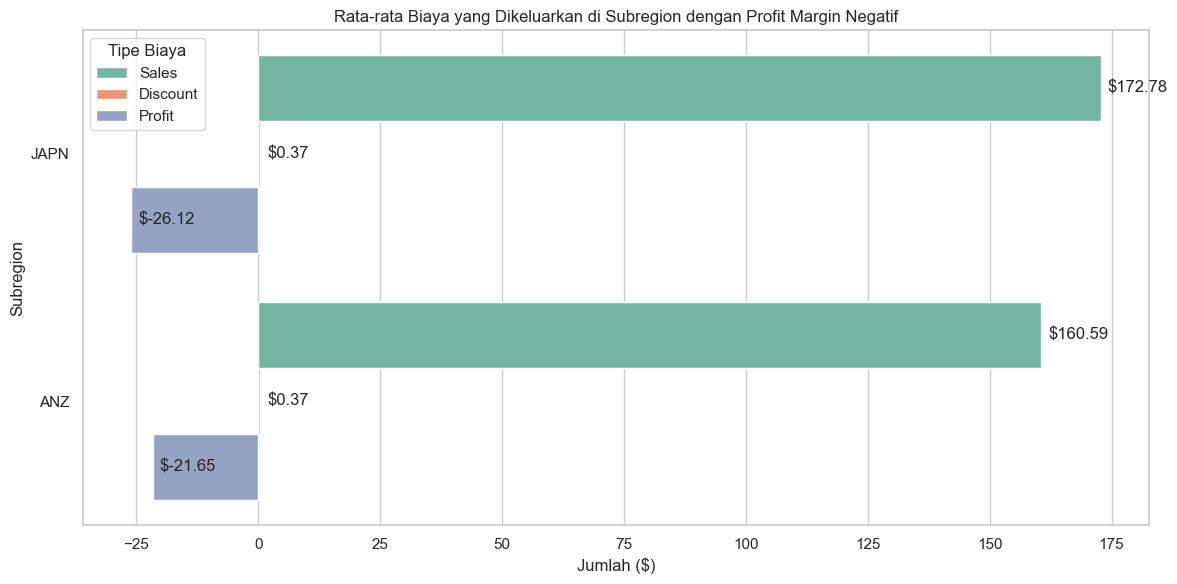 Rata-rata Biaya yang Dikeluarkan di Subregion dengan Profit Margin Negatif
Tipe Biaya
Sales
Discount
Profit
Subregion
JAPN
$172.78
$0.37
$-26.12
ANZ
$160.59
$0.37
$-21.65
−25
0
25
50
75
100
125
150
175
Jumlah ($)